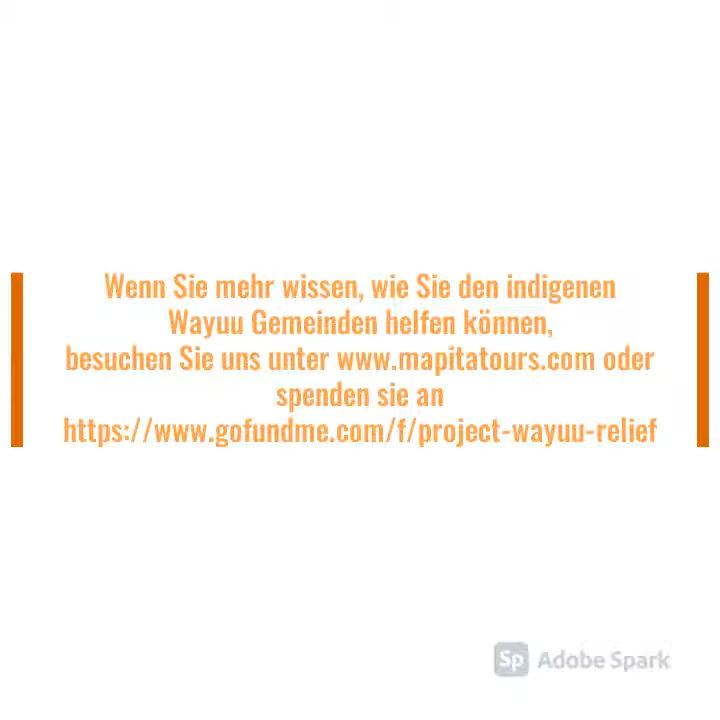 Wenn Sie mehr wissen, wie Sie den indigenen
Wayuu Gemeinden helfen können,
besuchen Sie uns unter www.mapitatours.com oder
spenden sie an
https://www.gofundme.com/f/project-wayuu-relief
Sp Adobe Spark